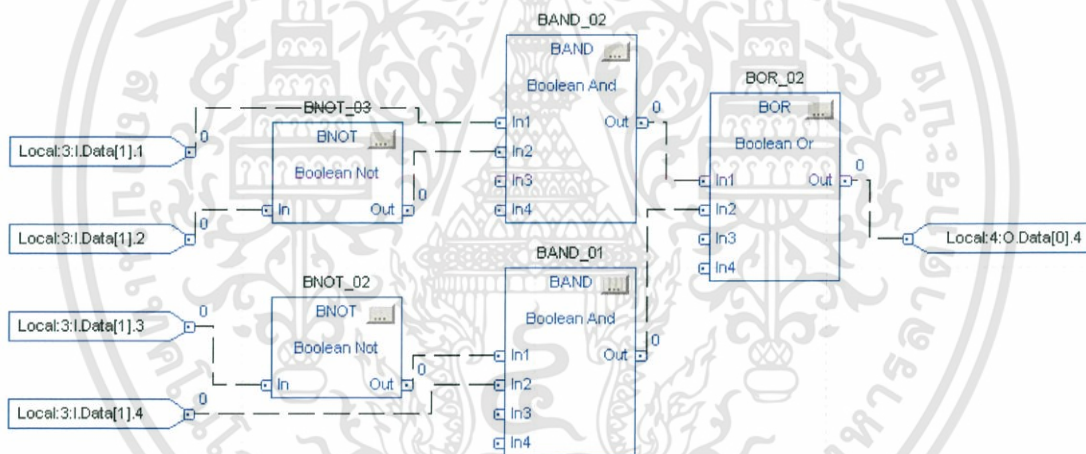 BAND_02
BAND ...
Boolean And
0
In1 Out
In2
In3
In4
BNOT_03
BNOT ...
Boolean Not
0
In Out
Local:3:I.Data[1].1
0
Local:3:I.Data[1].2
0
BOR_02
BOR ...
Boolean Or
0
In1 Out
In2
In3
In4
Local:4:O.Data[0].4
BNOT_02
BNOT ...
Boolean Not
0
In Out
Local:3:I.Data[1].3
0
Local:3:I.Data[1].4
0
BAND_01
BAND ...
Boolean And
0
In1 Out
In2
In3
In4